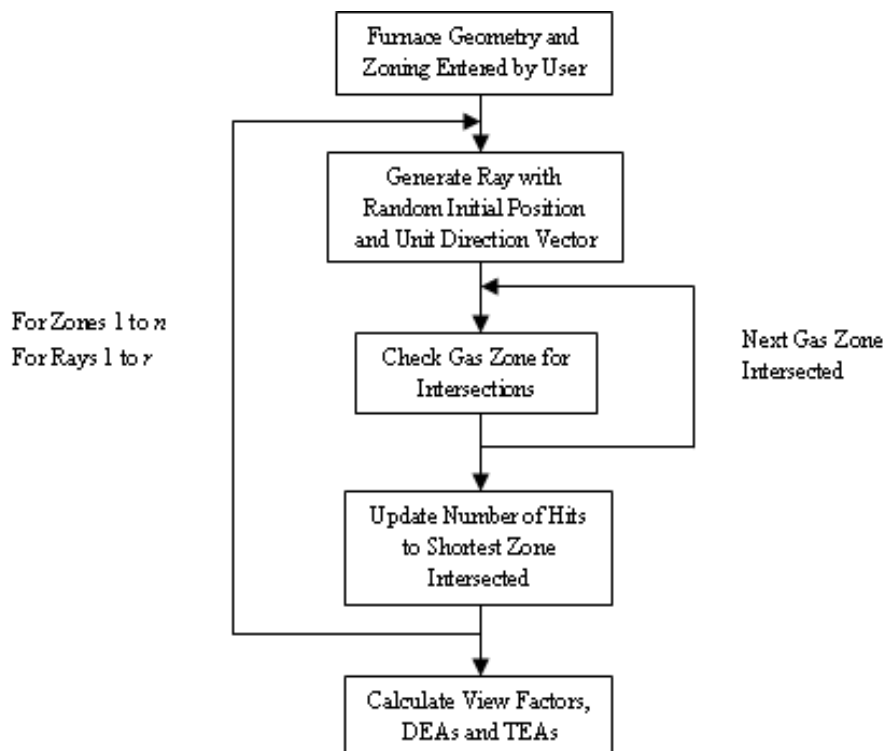 Furnace Geometry and
Zoning Entered by User
Generate Ray with
Random Initial Position
and Unit Direction Vector
For Zones 1 to n
For Rays 1 to r
Check Gas Zone for
Intersections
Next Gas Zone
Intersected
Update Number of Hits
to Shortest Zone
Intersected
Calculate View Factors,
DEAs and TEAs